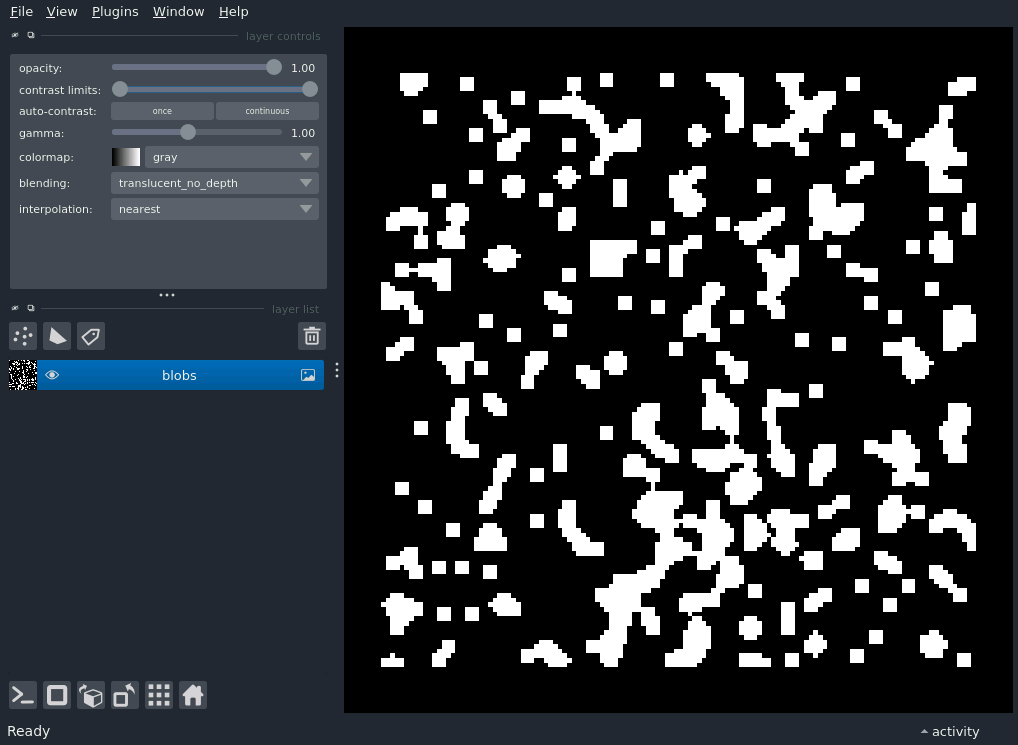 File View Plugins Window Help
layer controls
opacity: 1.00
contrast limits:
auto-contrast: once continuous
gamma: 1.00
colormap: gray
blending: translucent_no_depth
interpolation: nearest
layer list
blobs
Ready activity